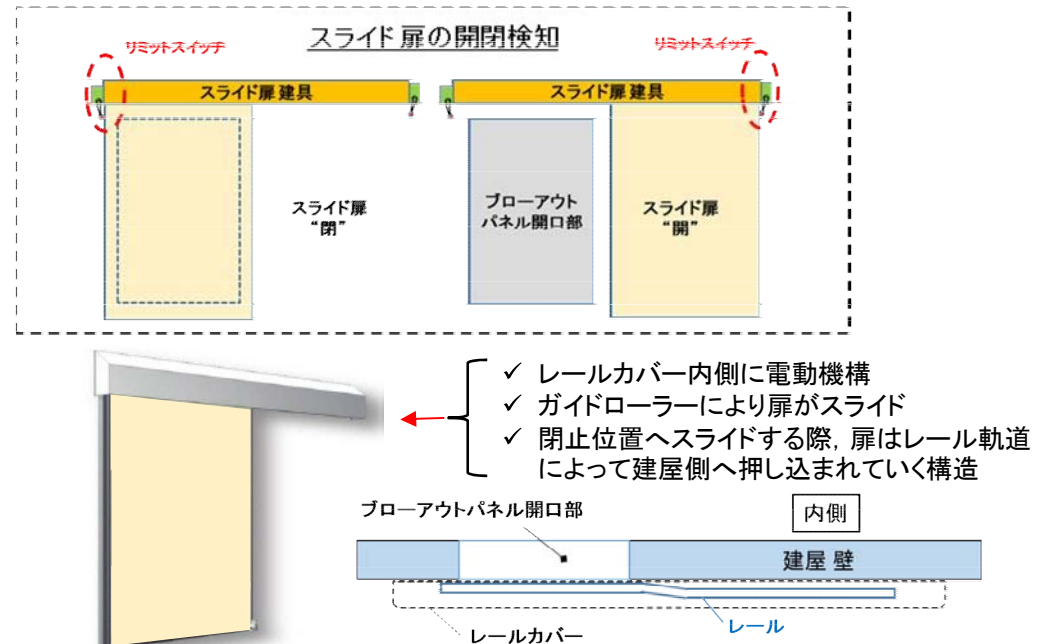 スライド扉の開閉検知
リミットスイッチ
リミットスイッチ
スライド扉建具
スライド扉建具
スライド扉
“閉”
ブローアウト
パネル開口部
スライド扉
“開”
✓ レールカバー内側に電動機構
✓ ガイドローラーにより扉がスライド
✓ 閉止位置へスライドする際, 扉はレール軌道
によって建屋側へ押し込まれていく構造
ブローアウトパネル開口部
内側
建屋 壁
レール
レールカバー